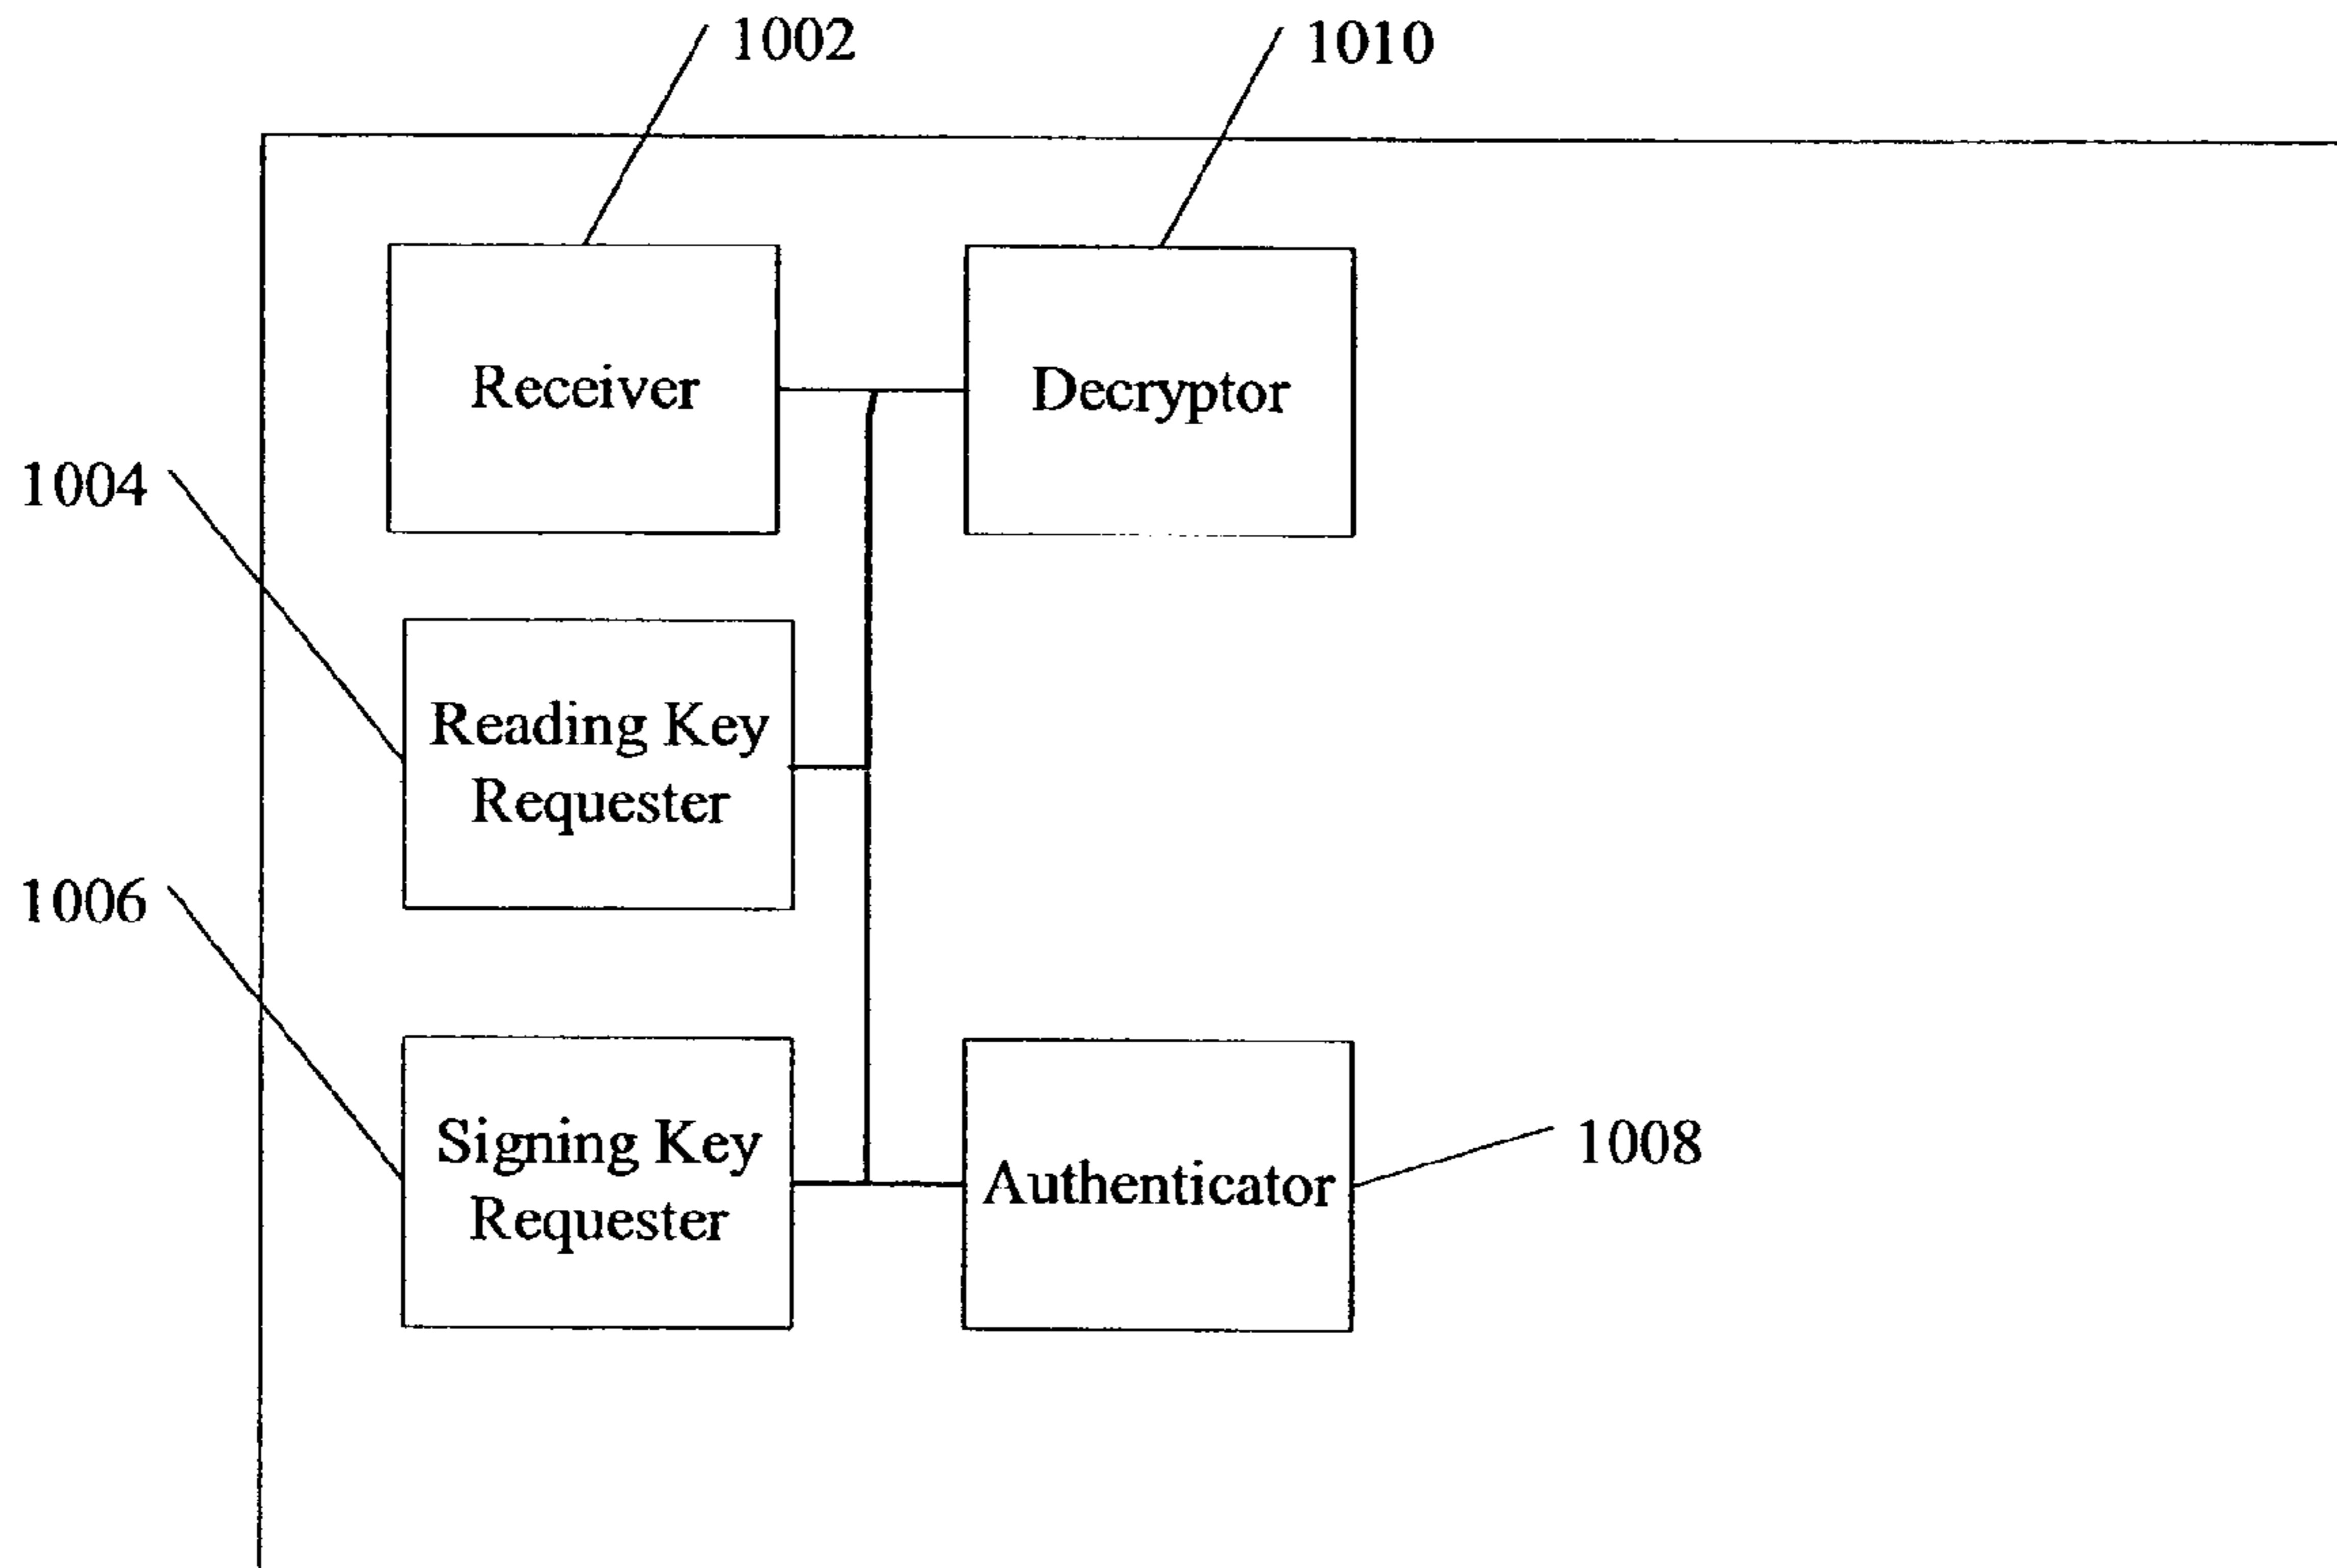 1002
1010
Receiver
Decryptor
1004
Reading Key
Requester
1006
Signing Key
Requester
Authenticator
1008